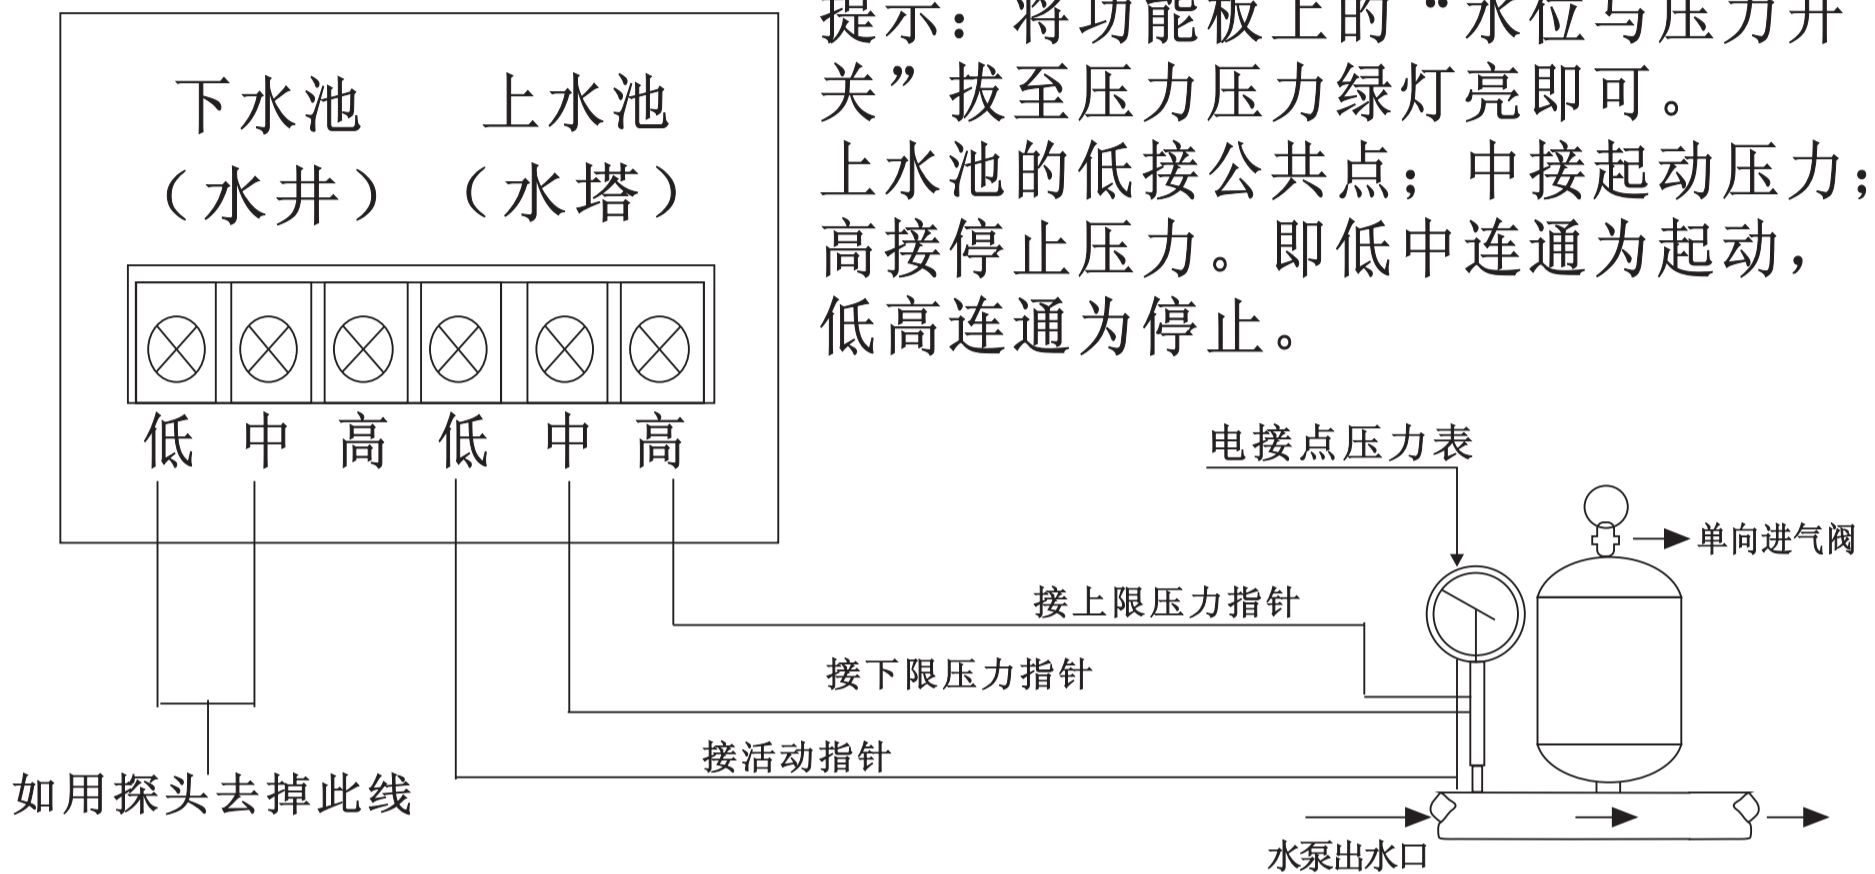 提示：将功能板上的“水位与压力开
关”拔至压力压力绿灯亮即可。
上水池的低接公共点；中接起动压力；
高接停止压力。即低中连通为起动，
低高连通为停止。
下水池 上水池
（水井） （水塔）
低 中 高 低 中 高
电接点压力表
单向进气阀
接上限压力指针
接下限压力指针
接活动指针
如用探头去掉此线
水泵出水口